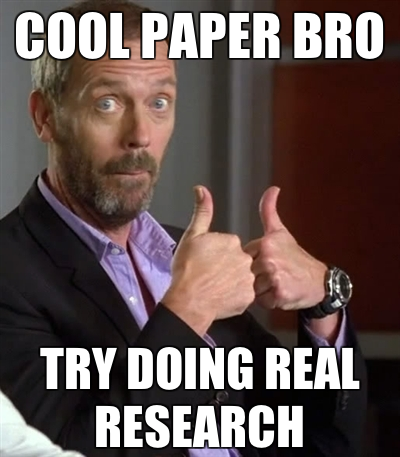 COOL PAPER BRO
TRY DOING REAL
RESEARCH